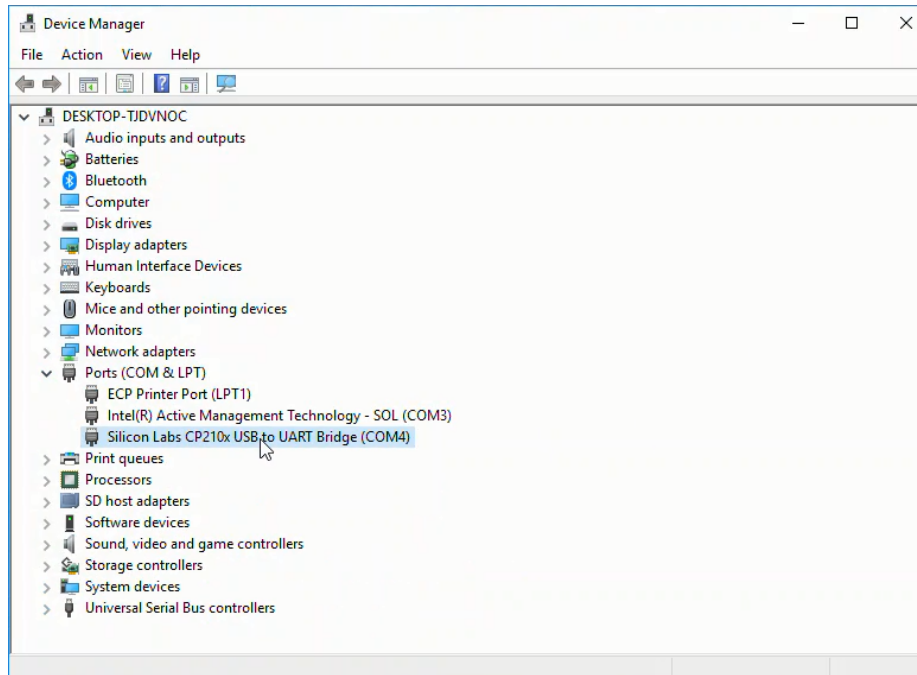 Device Manager
File Action View Help
DESKTOP-TJDVNOC
Audio inputs and outputs
Batteries
Bluetooth
Computer
Disk drives
Display adapters
Human Interface Devices
Keyboards
Mice and other pointing devices
Monitors
Network adapters
Ports (COM & LPT)
ECP Printer Port (LPT1)
Intel(R) Active Management Technology - SOL (COM3)
Silicon Labs CP210x USB to UART Bridge (COM4)
Print queues
Processors
SD host adapters
Software devices
Sound, video and game controllers
Storage controllers
System devices
Universal Serial Bus controllers